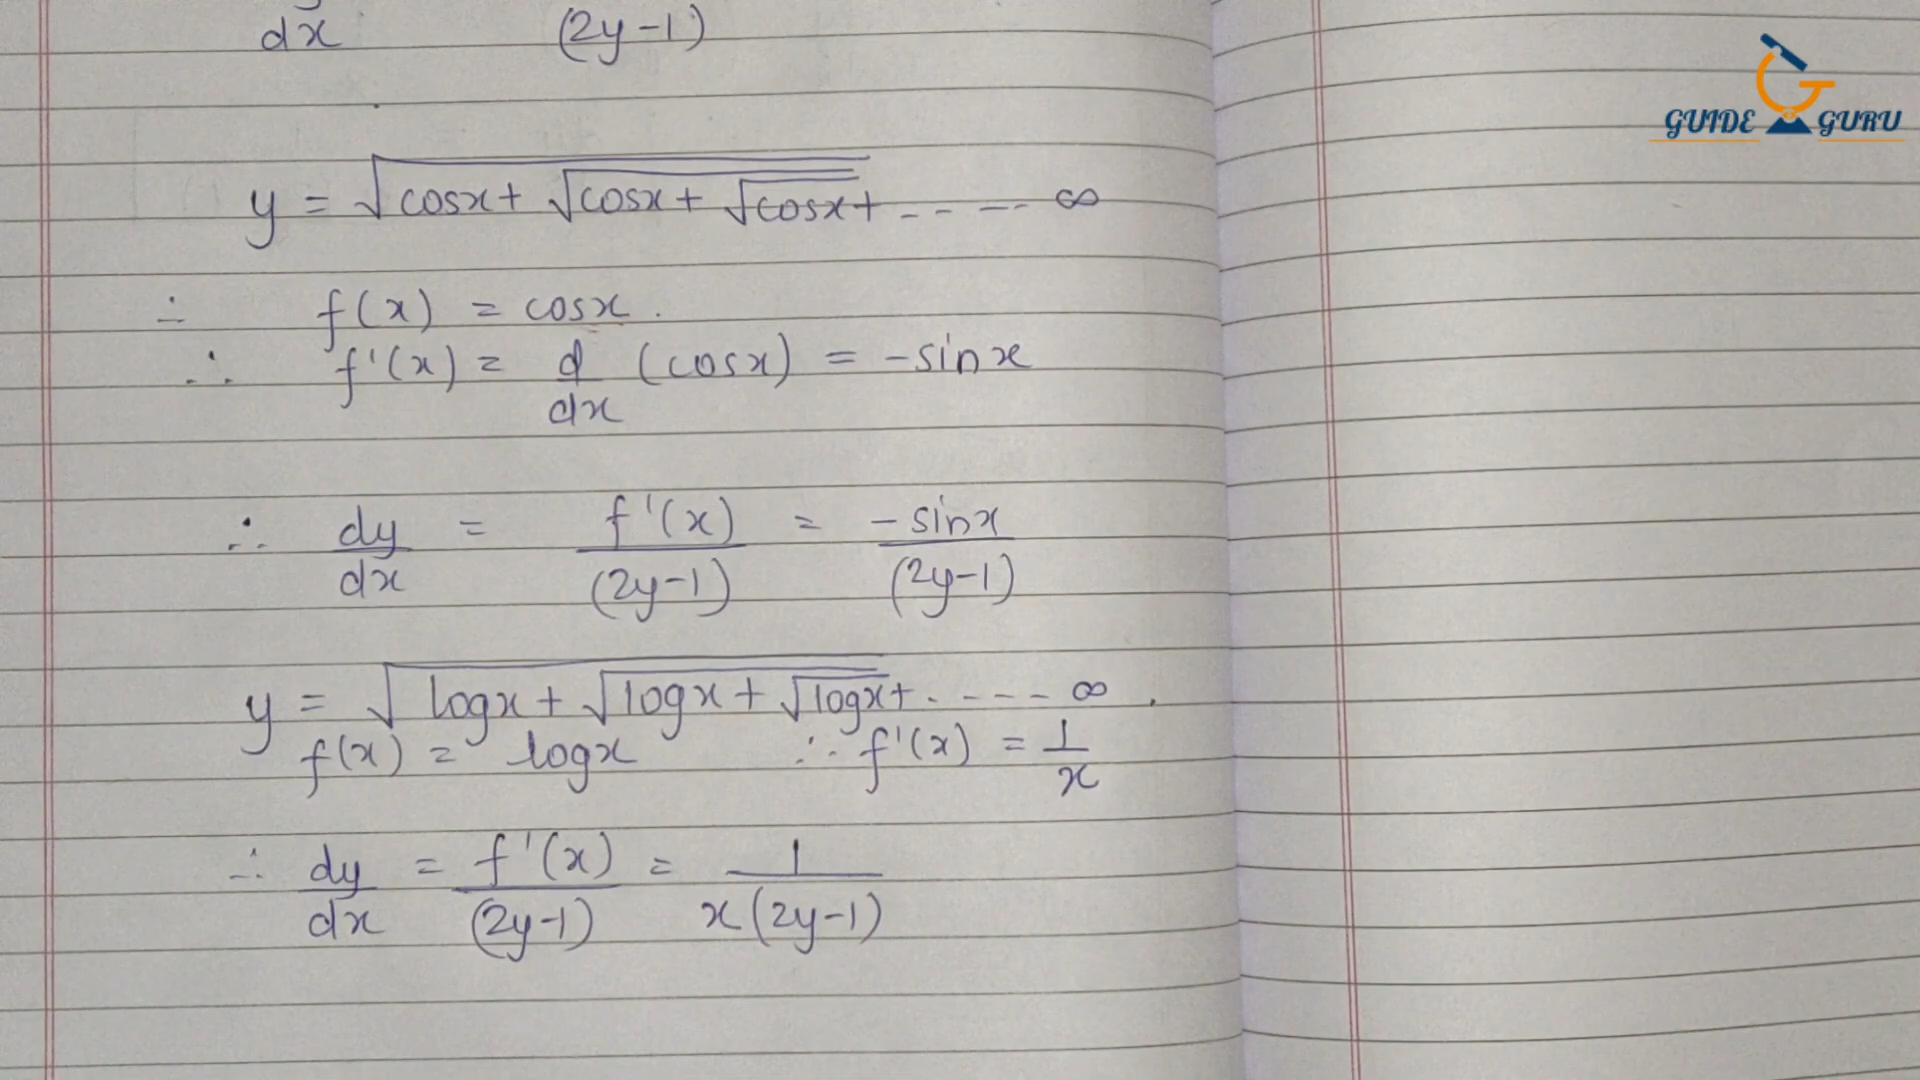 dx (2y-1)
GUIDE GURU
y = √cosx + √cosx + √cosx + ----- ∞
∴ f(x) = cosx.
∴ f'(x) = d/dx (cosx) = -sinx
∴ dy/dx = f'(x)/(2y-1) = -sinx/(2y-1)
y = √logx + √logx + √logx + ----- ∞.
f(x) = logx ∴ f'(x) = 1/x
∴ dy/dx = f'(x)/(2y-1) = 1/x(2y-1)